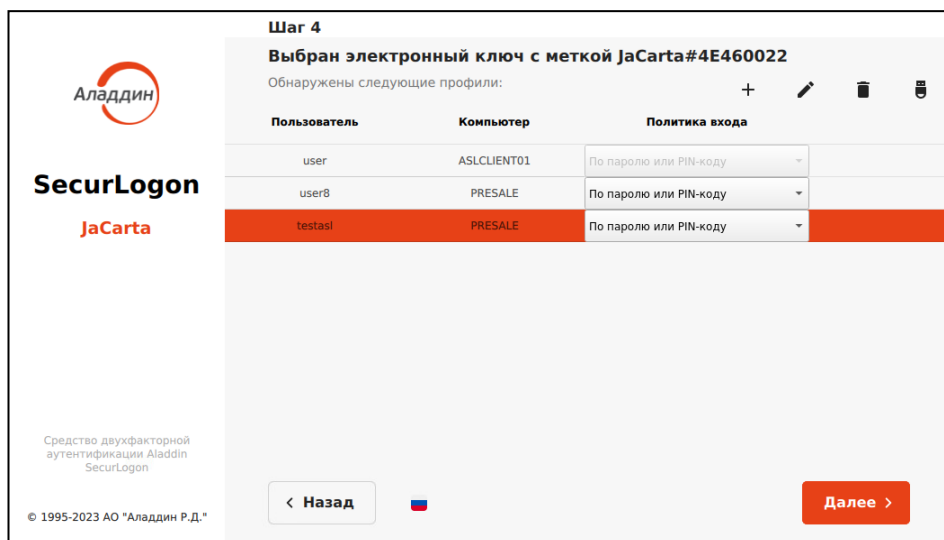 Шаг 4
Выбран электронный ключ с меткой JaCarta#4E460022
Обнаружены следующие профили:
Аладдин
Пользователь Компьютер Политика входа
user ASLCLIENT01 По паролю или PIN-коду
SecurLogon
user8 PRESALE По паролю или PIN-коду
JaCarta
testasl PRESALE По паролю или PIN-коду
Средство двухфакторной
аутентификации Aladdin
SecurLogon
© 1995-2023 АО "Аладдин Р.Д."
Назад
Далее